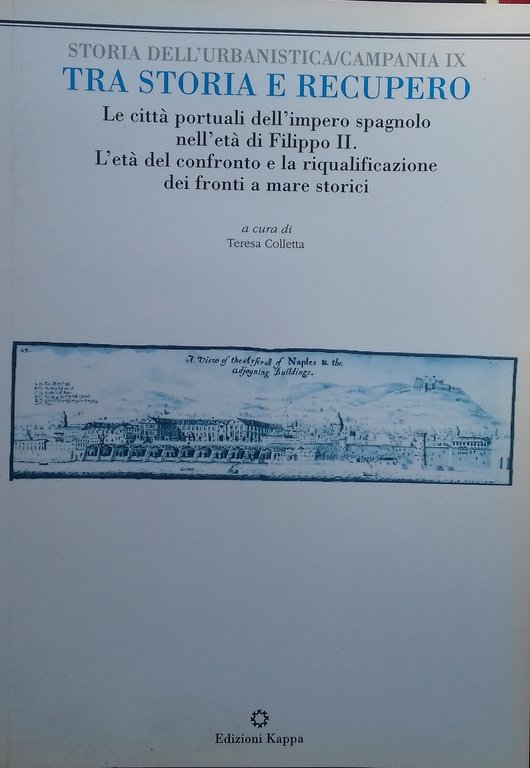 STORIA DELL'URBANISTICA/CAMPANIA IX
TRA STORIA E RECUPERO
Le città portuali dell'impero spagnolo
nell'età di Filippo II.
L'età del confronto e la riqualificazione
dei fronti a mare storici
a cura di
Teresa Colletta
A View of the Arsenall of Naples & the
adjoyning Buildings.
Edizioni Kappa